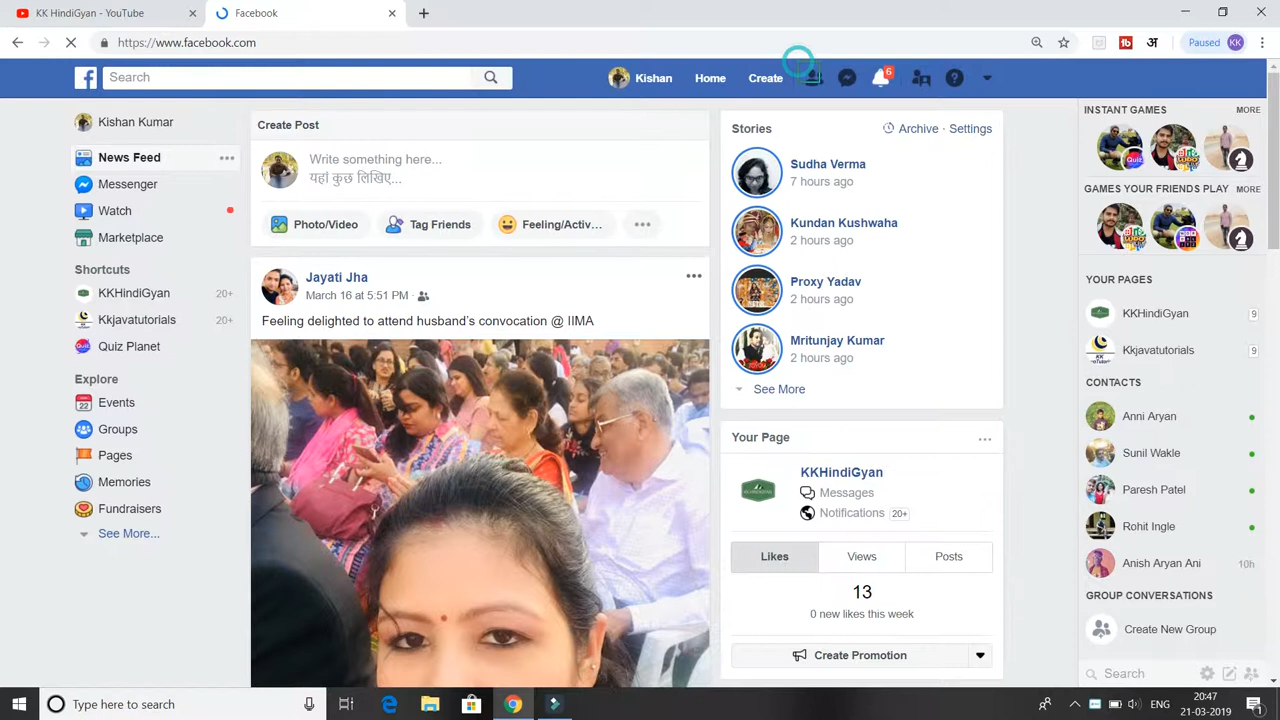 KK HindiGyan - YouTube
Facebook
https://www.facebook.com
अ
Paused
KK
Search
Kishan
Home
Create
6
Kishan Kumar
News Feed
Messenger
Watch
Marketplace
Shortcuts
KKHindiGyan 20+
Kkjavatutorials 20+
Quiz Planet
Explore
Events
Groups
Pages
Memories
Fundraisers
See More...
Create Post
Write something here...
यहां कुछ लिखिए...
Photo/Video
Tag Friends
Feeling/Activ...
Jayati Jha
March 16 at 5:51 PM ·
Feeling delighted to attend husband's convocation @ IIMA
Stories
Archive · Settings
Sudha Verma
7 hours ago
Kundan Kushwaha
2 hours ago
Proxy Yadav
2 hours ago
Mritunjay Kumar
2 hours ago
See More
Your Page
KKHindiGyan
Messages
Notifications 20+
Likes
Views
Posts
13
0 new likes this week
Create Promotion
INSTANT GAMES
MORE
GAMES YOUR FRIENDS PLAY
MORE
YOUR PAGES
KKHindiGyan 9
Kkjavatutorials 9
CONTACTS
Anni Aryan
Sunil Wakle
Paresh Patel
Rohit Ingle
Anish Aryan Ani 10h
GROUP CONVERSATIONS
Create New Group
Search
Type here to search
ENG
20:47
21-03-2019
1